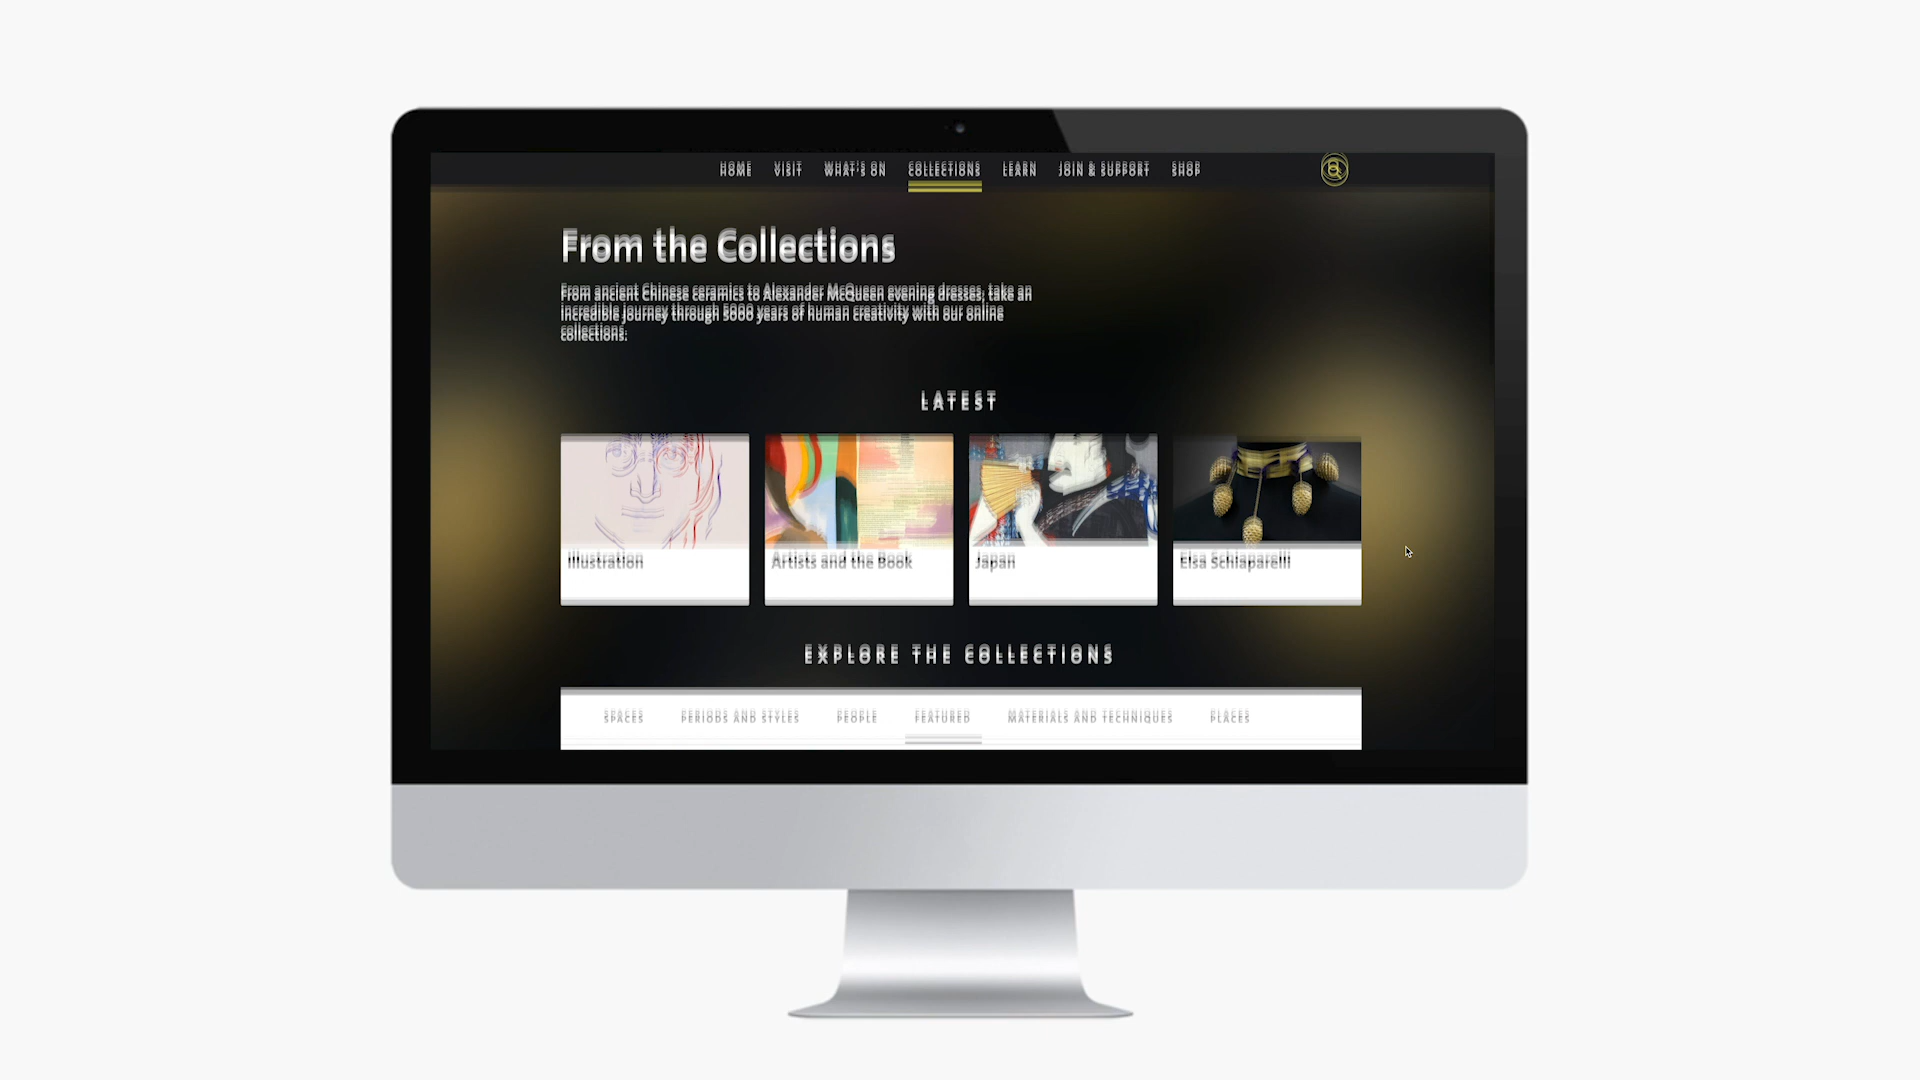 HOME VISIT WHAT'S ON COLLECTIONS LEARN JOIN & SUPPORT SHOP
From the Collections
From ancient Chinese ceramics to Alexander McQueen evening dresses, take an
incredible journey through 5000 years of human creativity with our online
collections.
LATEST
Illustration
Artists and the Book
Japan
Elsa Schiaparelli
EXPLORE THE COLLECTIONS
SPACES PERIODS AND STYLES PEOPLE FEATURED MATERIALS AND TECHNIQUES PLACES